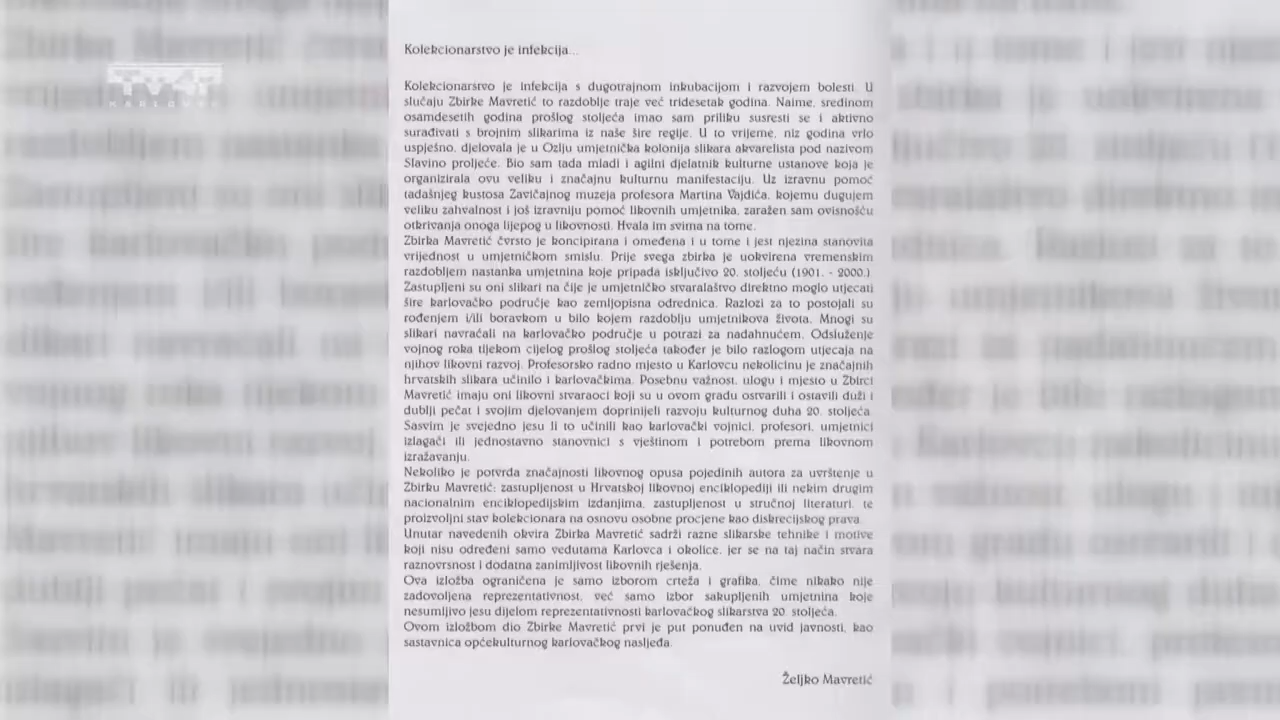 Kolekcionarstvo je infekcija...
Kolekcionarstvo je infekcija s dugotrajnom inkubacijom i razvojem bolesti. U
slučaju Zbirke Mavretić to razdoblje traje već tridesetak godina. Naime, sredinom
osamdesetih godina prošlog stoljeća imao sam priliku susresti se i aktivno
surađivati s brojnim slikarima iz naše šire regije. U to vrijeme, niz godina vrlo
uspješno, djelovala je u Ozlju umjetnička kolonija slikara akvarelista pod nazivom
Slavino proljeće. Bio sam tada mladi i agilni djelatnik kulturne ustanove koja je
organizirala ovu veliku i značajnu kulturnu manifestaciju. Uz izravnu pomoć
tadašnjeg kustosa Zavičajnog muzeja profesora Martina Vajdića, kojemu dugujem
veliku zahvalnost i još izravniju pomoć likovnih umjetnika, zaražen sam ovisnošću
otkrivanja onoga lijepog u likovnosti. Hvala im svima na tome.
Zbirka Mavretić čvrsto je koncipirana i omeđena i u tome i jest njezina stanovita
vrijednost u umjetničkom smislu. Prije svega zbirka je uokvirena vremenskim
razdobljem nastanka umjetnina koje pripada isključivo 20. stoljeću (1901. - 2000.).
Zastupljeni su oni slikari na čije je umjetničko stvaralaštvo direktno moglo utjecati
šire karlovačko područje kao zemljopisna odrednica. Razlozi za to postojali su
rođenjem i/ili boravkom u bilo kojem razdoblju umjetnikova života. Mnogi su
slikari navraćali na karlovačko područje u potrazi za nadahnućem. Odsluženje
vojnog roka tijekom cijelog prošlog stoljeća također je bilo razlogom utjecaja na
njihov likovni razvoj. Profesorsko radno mjesto u Karlovcu nekolicinu je značajnih
hrvatskih slikara učinilo i karlovačkima. Posebnu važnost, ulogu i mjesto u Zbirci
Mavretić imaju oni likovni stvaraoci koji su u ovom gradu ostvarili i ostavili duži i
dublji pečat i svojim djelovanjem doprinijeli razvoju kulturnog duha 20. stoljeća.
Sasvim je svejedno jesu li to učinili kao karlovački vojnici, profesori, umjetnici
izlagači ili jednostavno stanovnici s vještinom i potrebom prema likovnom
izražavanju.
Nekoliko je potvrda značajnosti likovnog opusa pojedinih autora za uvrštenje u
Zbirku Mavretić: zastupljenost u Hrvatskoj likovnoj enciklopediji ili nekim drugim
nacionalnim enciklopedijskim izdanjima, zastupljenost u stručnoj literaturi, te
proizvoljni stav kolekcionara na osnovu osobne procjene kao diskrecijskog prava.
Unutar navedenih okvira Zbirka Mavretić sadrži razne slikarske tehnike i motive
koji nisu određeni samo vedutama Karlovca i okolice, jer se na taj način stvara
raznovrsnost i dodatna zanimljivost likovnih rješenja.
Ova izložba ograničena je samo izborom crteža i grafika, čime nikako nije
zadovoljena reprezentativnost, već samo izbor sakupljenih umjetnina koje
nesumljivo jesu dijelom reprezentativnosti karlovačkog slikarstva 20. stoljeća.
Ovom izložbom dio Zbirke Mavretić prvi je put ponuđen na uvid javnosti, kao
sastavnica općekulturnog karlovačkog nasljeđa.
Željko Mavretić